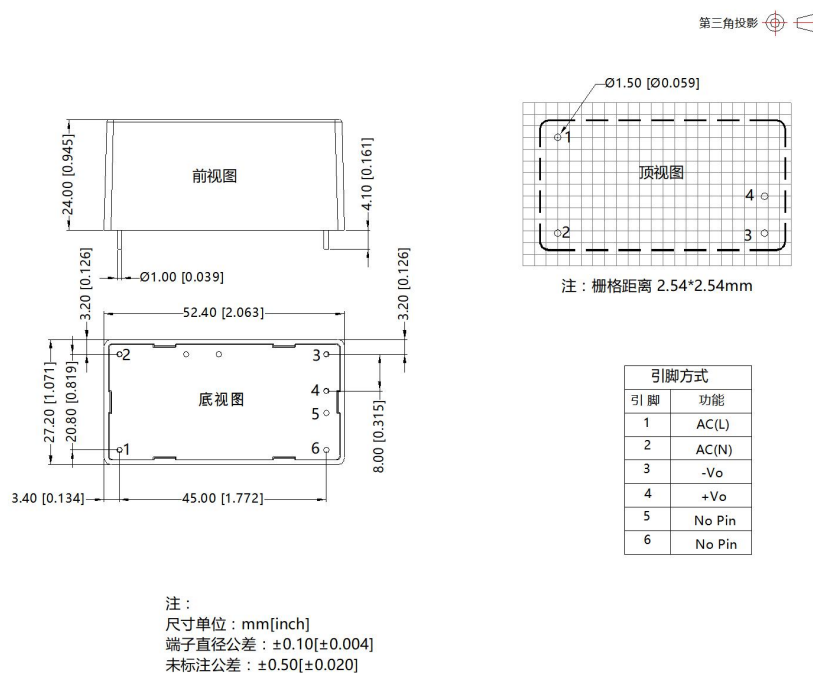 第三角投影
Ø1.50 [Ø0.059]
24.00 [0.945]
前视图
4.10 [0.161]
1
顶视图
4
2
3
Ø1.00 [0.039]
注：栅格距离 2.54*2.54mm
3.20 [0.126]
52.40 [2.063]
3.20 [0.126]
2
3
27.20 [1.071]
20.80 [0.819]
底视图
4
5
8.00 [0.315]
1
6
3.40 [0.134]
45.00 [1.772]
引脚方式
引脚 功能
1 AC(L)
2 AC(N)
3 -Vo
4 +Vo
5 No Pin
6 No Pin
注：
尺寸单位：mm[inch]
端子直径公差：±0.10[±0.004]
未标注公差：±0.50[±0.020]